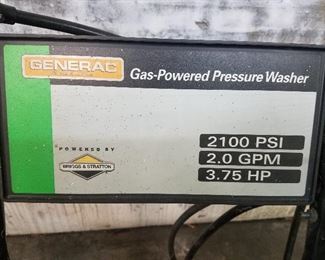 GENERAC
Gas-Powered Pressure Washer
2100 PSI
2.0 GPM
3.75 HP
POWERED BY
BRIGGS & STRATTON